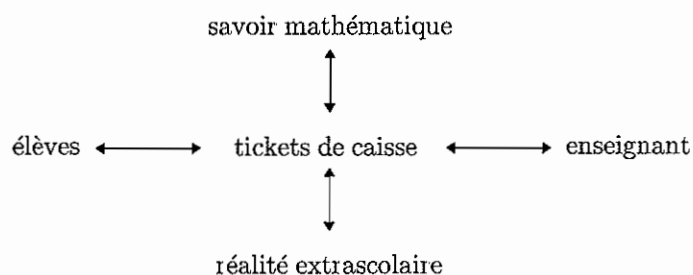 savoir mathématique
élèves tickets de caisse enseignant
réalité extrascolaire